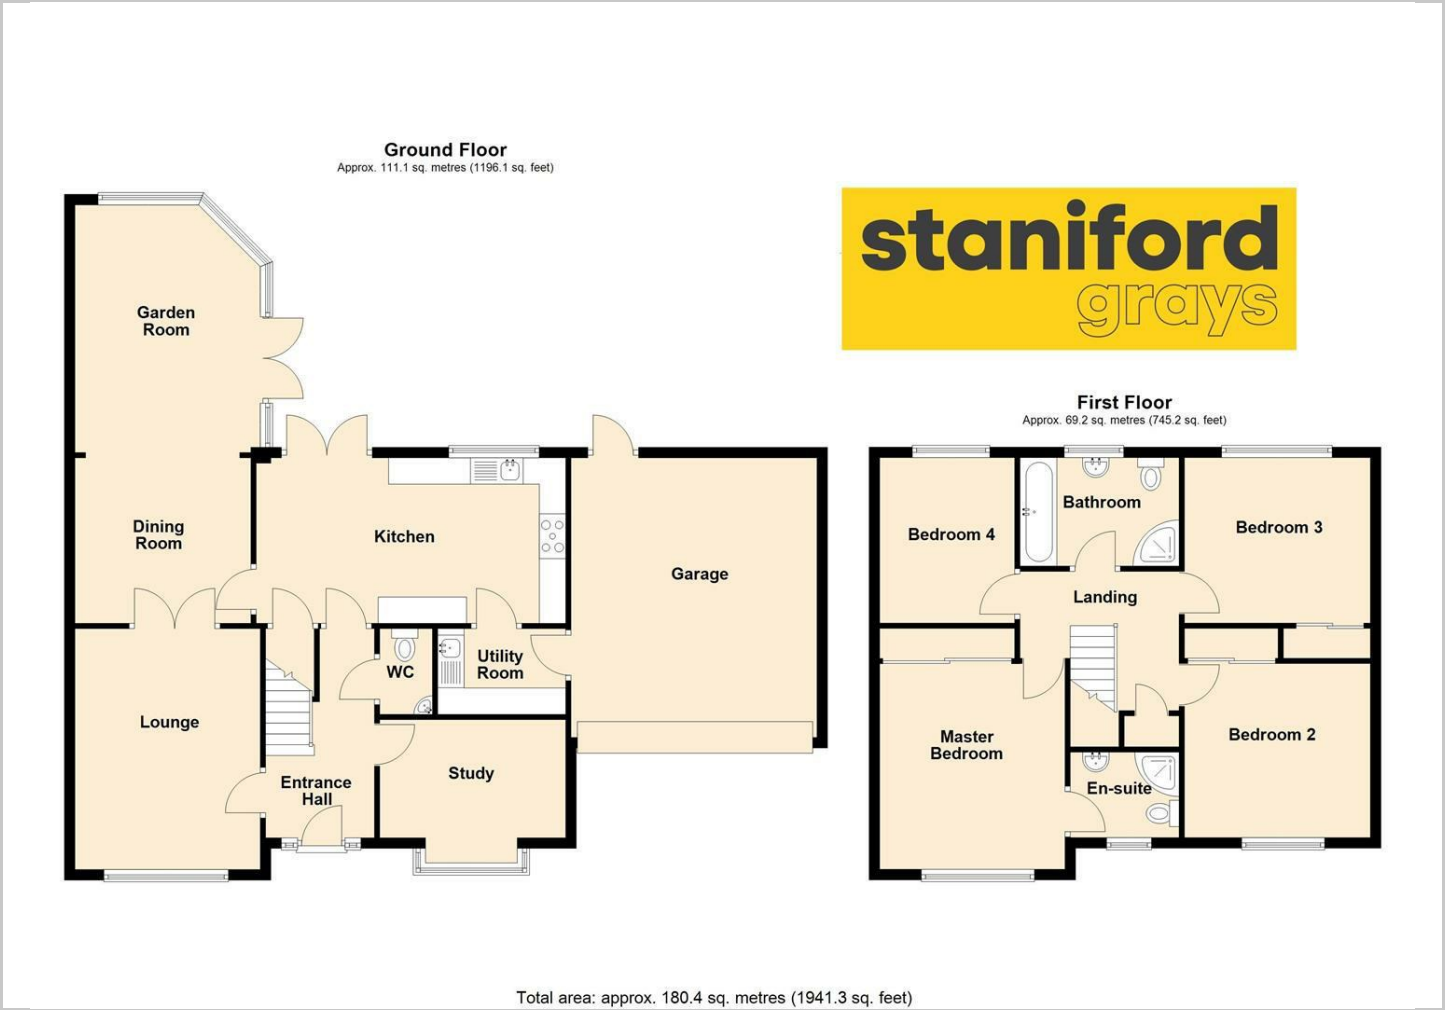 Ground Floor
Approx. 111.1 sq. metres (1196.1 sq. feet)
staniford
grays
Garden
Room
First Floor
Approx. 69.2 sq. metres (745.2 sq. feet)
Dining
Room
Kitchen
Garage
Lounge
WC
Utility
Room
Entrance
Hall
Study
Bedroom 4
Bathroom
Bedroom 3
Landing
Master
Bedroom
En-suite
Bedroom 2
Total area: approx. 180.4 sq. metres (1941.3 sq. feet)